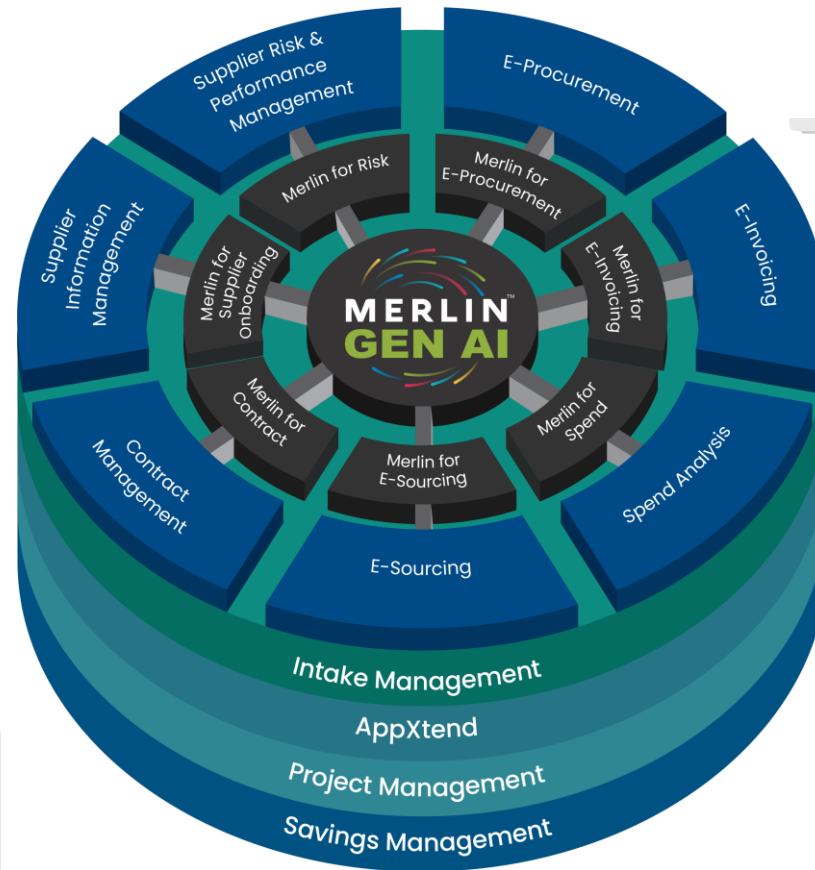 Supplier Risk &
Performance
Management
E-Procurement
Merlin for Risk
Merlin for
E-Procurement
Supplier
Information
Management
Merlin for
Supplier
Onboarding
MERLIN™
GEN AI
Merlin for
E-Invoicing
E-Invoicing
Contract
Management
Merlin for
Contract
Merlin for
E-Sourcing
Merlin for
Spend
Spend Analysis
E-Sourcing
Intake Management
AppXtend
Project Management
Savings Management